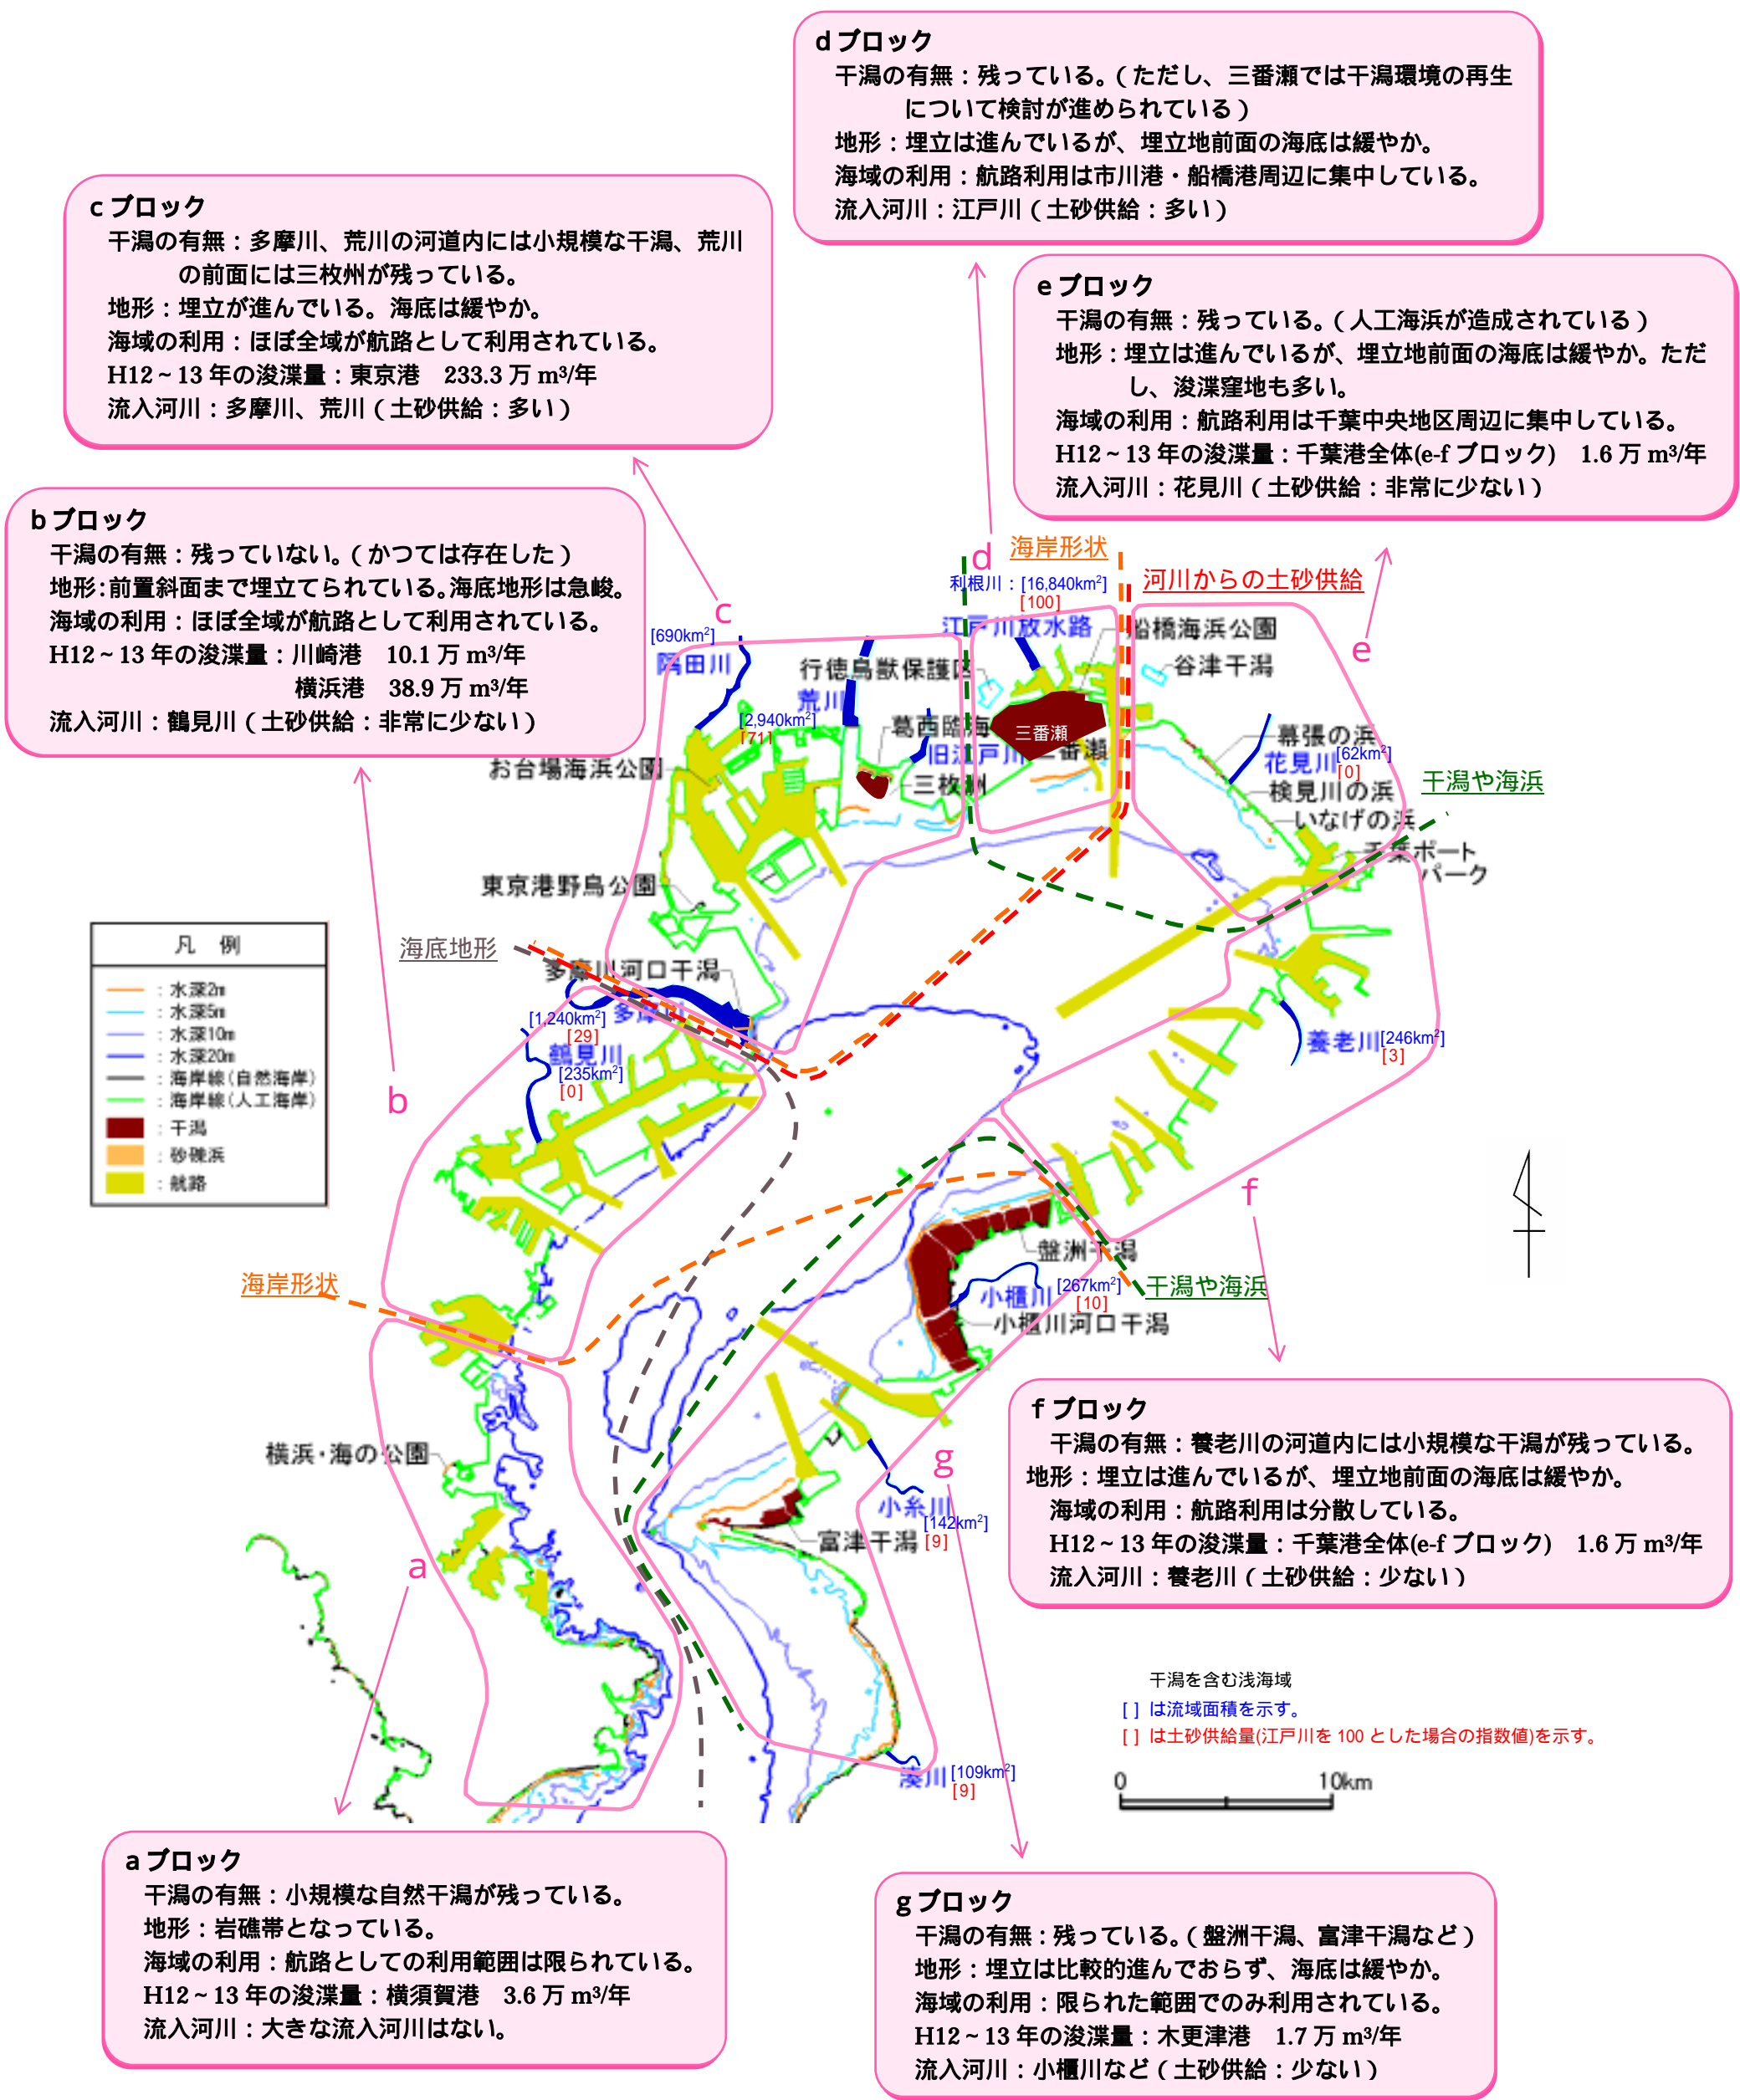 dブロック
干潟の有無：残っている。（ただし、三番瀬では干潟環境の再生
について検討が進められている）
地形：埋立は進んでいるが、埋立地前面の海底は緩やか。
海域の利用：航路利用は市川港・船橋港周辺に集中している。
流入河川：江戸川（土砂供給：多い）
cブロック
干潟の有無：多摩川、荒川の河道内には小規模な干潟、荒川
の前面には三枚州が残っている。
地形：埋立が進んでいる。海底は緩やか。
海域の利用：ほぼ全域が航路として利用されている。
H12~13年の浚渫量：東京港　233.3万m³/年
流入河川：多摩川、荒川（土砂供給：多い）
eブロック
干潟の有無：残っている。（人工海浜が造成されている）
地形：埋立は進んでいるが、埋立地前面の海底は緩やか。ただ
し、浚渫窪地も多い。
海域の利用：航路利用は千葉中央地区周辺に集中している。
H12~13年の浚渫量：千葉港全体(e-fブロック)　1.6万m³/年
流入河川：花見川（土砂供給：非常に少ない）
bブロック
干潟の有無：残っていない。（かつては存在した）
地形：前置斜面まで埋立てられている。海底地形は急峻。
海域の利用：ほぼ全域が航路として利用されている。
H12~13年の浚渫量：川崎港　10.1万m³/年
横浜港　38.9万m³/年
流入河川：鶴見川（土砂供給：非常に少ない）
d
海岸形状
利根川：[16,840km²]
[100]
河川からの土砂供給
c
e
[690km²]
隅田川
江戸川放水路
船橋海浜公園
行徳鳥獣保護区
谷津干潟
荒川
[2,940km²]
[71]
葛西臨海
旧江戸川
三番瀬
三番瀬
三枚洲
お台場海浜公園
幕張の浜
花見川[62km²]
[0]
検見川の浜
いなげの浜
干潟や海浜
千葉ポート
パーク
東京港野鳥公園
海底地形
多摩川河口干潟
多摩川
[1,240km²]
[29]
鶴見川
[235km²]
[0]
養老川[246km²]
[3]
凡　例
：水深2m
：水深5m
：水深10m
：水深20m
：海岸線(自然海岸)
：海岸線(人工海岸)
：干潟
：砂礫浜
：航路
b
f
盤洲干潟
小櫃川[267km²]
[10]
干潟や海浜
小櫃川河口干潟
海岸形状
横浜・海の公園
g
小糸川
[142km²]
[9]
富津干潟
a
湊川[109km²]
[9]
fブロック
干潟の有無：養老川の河道内には小規模な干潟が残っている。
地形：埋立は進んでいるが、埋立地前面の海底は緩やか。
海域の利用：航路利用は分散している。
H12~13年の浚渫量：千葉港全体(e-fブロック)　1.6万m³/年
流入河川：養老川（土砂供給：少ない）
干潟を含む浅海域
[ ] は流域面積を示す。
[ ] は土砂供給量(江戸川を100とした場合の指数値)を示す。
0　10km
aブロック
干潟の有無：小規模な自然干潟が残っている。
地形：岩礁帯となっている。
海域の利用：航路としての利用範囲は限られている。
H12~13年の浚渫量：横須賀港　3.6万m³/年
流入河川：大きな流入河川はない。
gブロック
干潟の有無：残っている。（盤洲干潟、富津干潟など）
地形：埋立は比較的進んでおらず、海底は緩やか。
海域の利用：限られた範囲でのみ利用されている。
H12~13年の浚渫量：木更津港　1.7万m³/年
流入河川：小櫃川など（土砂供給：少ない）